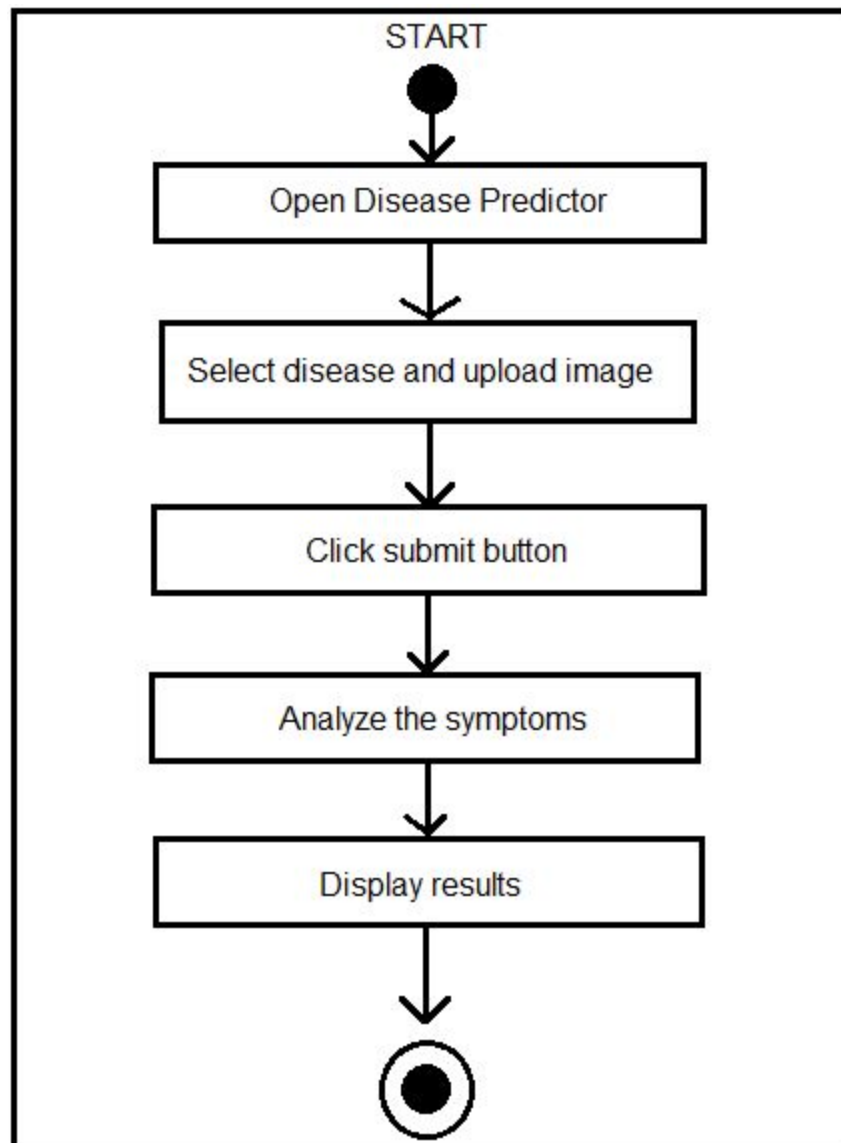 START
Open Disease Predictor
Select disease and upload image
Click submit button
Analyze the symptoms
Display results